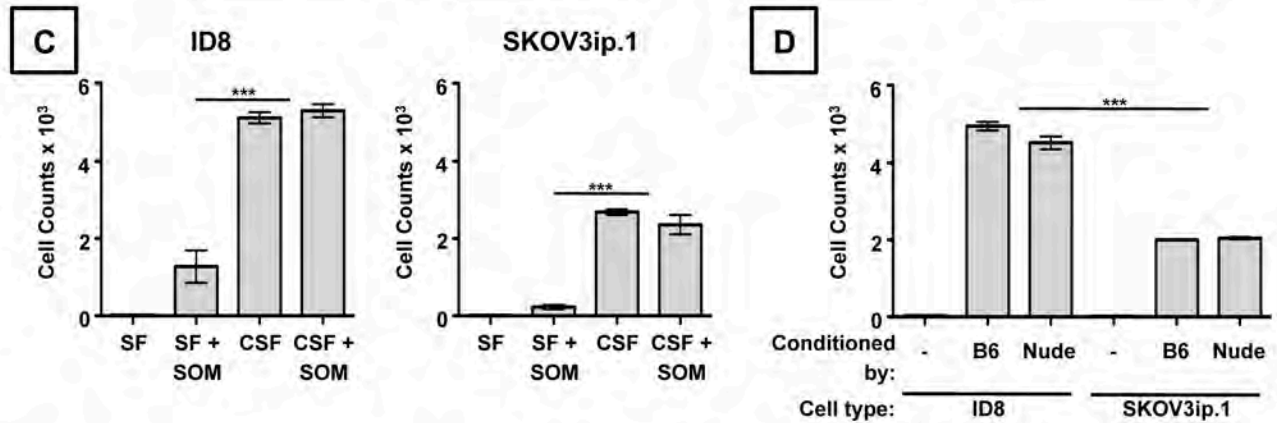 C
ID8
Cell Counts x 10³
6
4
2
0
***
SF
SF + SOM
CSF
CSF + SOM
SKOV3ip.1
Cell Counts x 10³
6
4
2
0
***
SF
SF + SOM
CSF
CSF + SOM
D
Cell Counts x 10³
6
4
2
0
***
Conditioned by:
- B6 Nude - B6 Nude
Cell type:
ID8 SKOV3ip.1